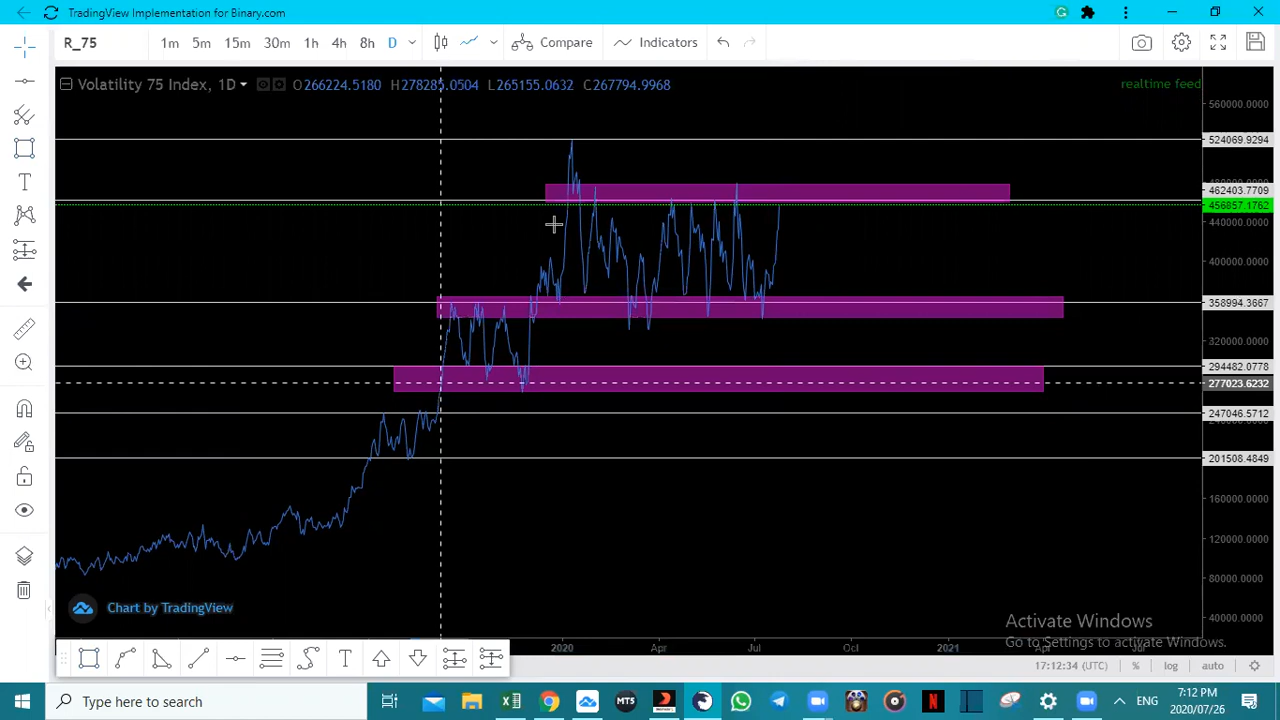 TradingView Implementation for Binary.com
R_75 1m 5m 15m 30m 1h 4h 8h D Compare Indicators
Volatility 75 Index, 1D O266224.5180 H278285.0504 L265155.0632 C267794.9968 realtime feed
560000.0000
524069.9294
462403.7709
456857.1762
440000.0000
400000.0000
358994.3667
320000.0000
294482.0778
277023.6232
247046.5712
201508.4849
160000.0000
120000.0000
80000.0000
40000.0000
Chart by TradingView
Activate Windows
Go to Settings to activate Windows.
2020 Apr Jul Oct 2021
17:12:34 (UTC) % log auto
Type here to search
MT5
ENG
7:12 PM
2020/07/26